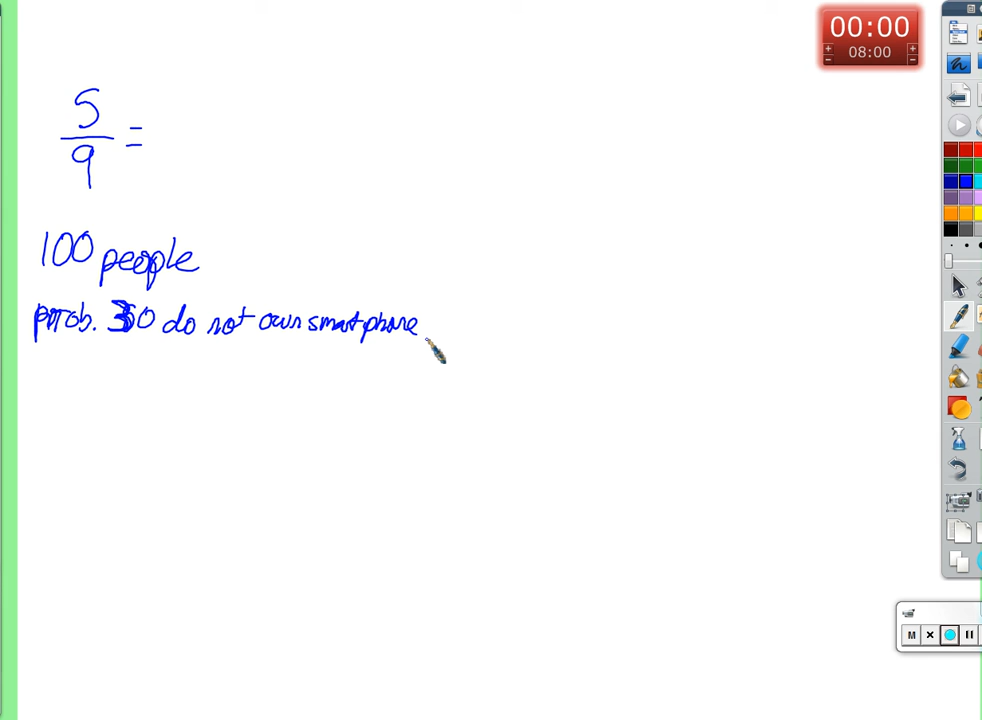 00:00
08:00
5
9 =
100 people
prob. 30 do not own smartphone
M